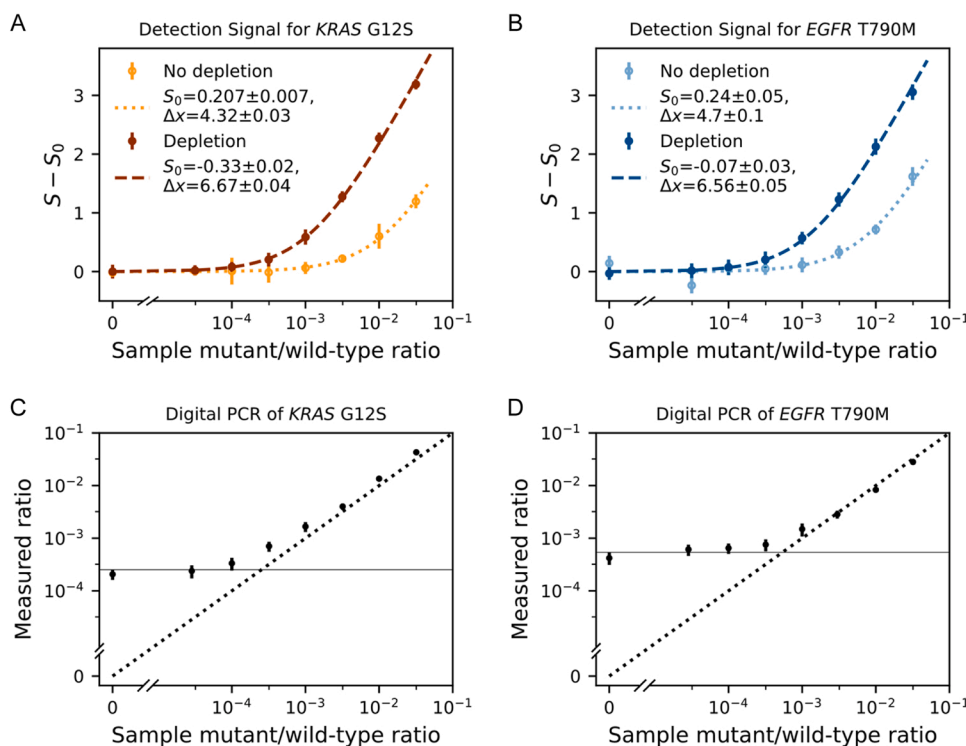 A
Detection Signal for KRAS G12S
No depletion
S₀=0.207±0.007,
Δx=4.32±0.03
Depletion
S₀=-0.33±0.02,
Δx=6.67±0.04
S − S₀
3
2
1
0
0
10⁻⁴
10⁻³
10⁻²
10⁻¹
Sample mutant/wild-type ratio
B
Detection Signal for EGFR T790M
No depletion
S₀=0.24±0.05,
Δx=4.7±0.1
Depletion
S₀=-0.07±0.03,
Δx=6.56±0.05
S − S₀
3
2
1
0
0
10⁻⁴
10⁻³
10⁻²
10⁻¹
Sample mutant/wild-type ratio
C
Digital PCR of KRAS G12S
Measured ratio
10⁻¹
10⁻²
10⁻³
10⁻⁴
0
0
10⁻⁴
10⁻³
10⁻²
10⁻¹
Sample mutant/wild-type ratio
D
Digital PCR of EGFR T790M
Measured ratio
10⁻¹
10⁻²
10⁻³
10⁻⁴
0
0
10⁻⁴
10⁻³
10⁻²
10⁻¹
Sample mutant/wild-type ratio